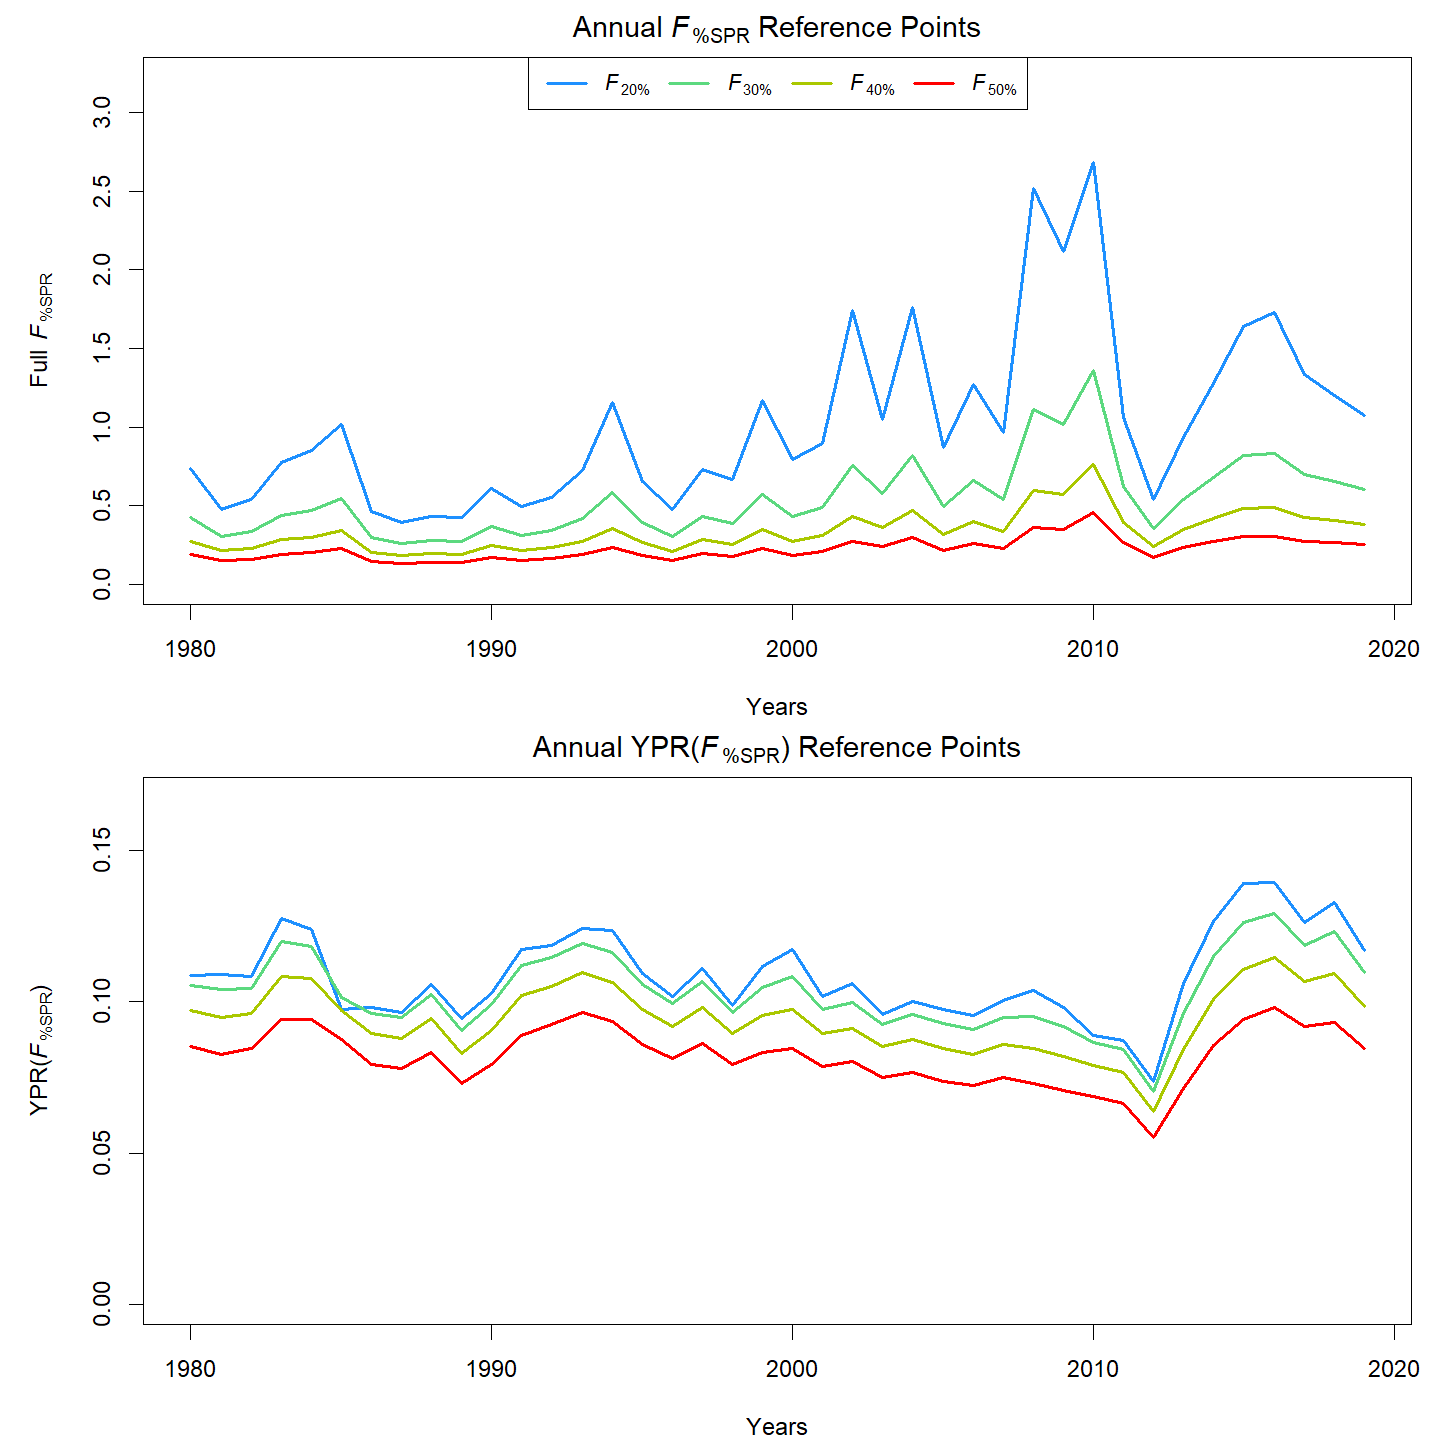 Annual F%SPR Reference Points
F20% F30% F40% F50%
Full F%SPR
3.0
2.5
2.0
1.5
1.0
0.5
0.0
1980 1990 2000 2010 2020
Years
Annual YPR(F%SPR) Reference Points
YPR(F%SPR)
0.15
0.10
0.05
0.00
1980 1990 2000 2010 2020
Years